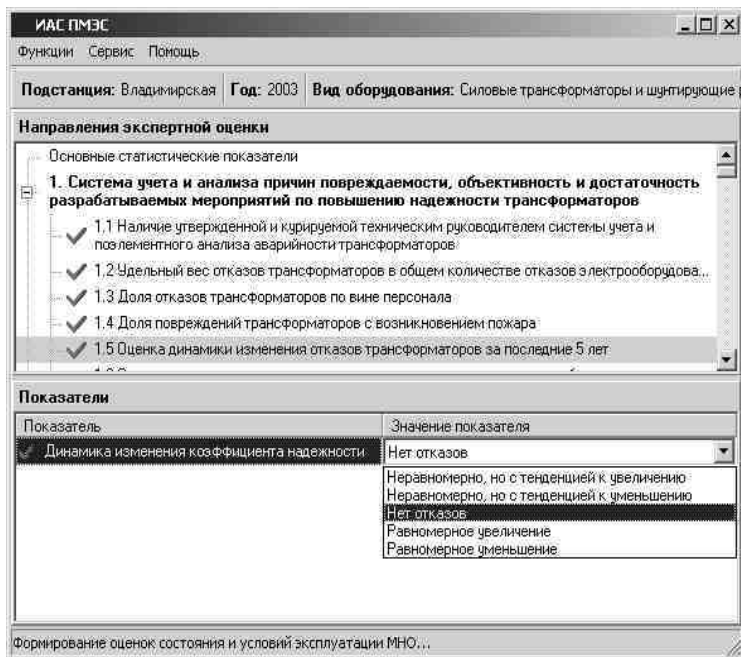 ИАС ПМЭС
Функции Сервис Помощь
Подстанция: Владимирская Год: 2003 Вид оборудования: Силовые трансформаторы и шунтирующие
Направления экспертной оценки
Основные статистические показатели
1. Система учета и анализа причин повреждаемости, объективность и достаточность
разрабатываемых мероприятий по повышению надежности трансформаторов
1.1 Наличие утвержденной и курируемой техническим руководителем системы учета и
поэлементного анализа аварийности трансформаторов
1.2 Удельный вес отказов трансформаторов в общем количестве отказов электрооборудова...
1.3 Доля отказов трансформаторов по вине персонала
1.4 Доля повреждений трансформаторов с возникновением пожара
1.5 Оценка динамики изменения отказов трансформаторов за последние 5 лет
Показатели
Показатель Значение показателя
Динамика изменения коэффициента надежности Нет отказов
Неравномерно, но с тенденцией к увеличению
Неравномерно, но с тенденцией к уменьшению
Нет отказов
Равномерное увеличение
Равномерное уменьшение
Формирование оценок состояния и условий эксплуатации МНО...